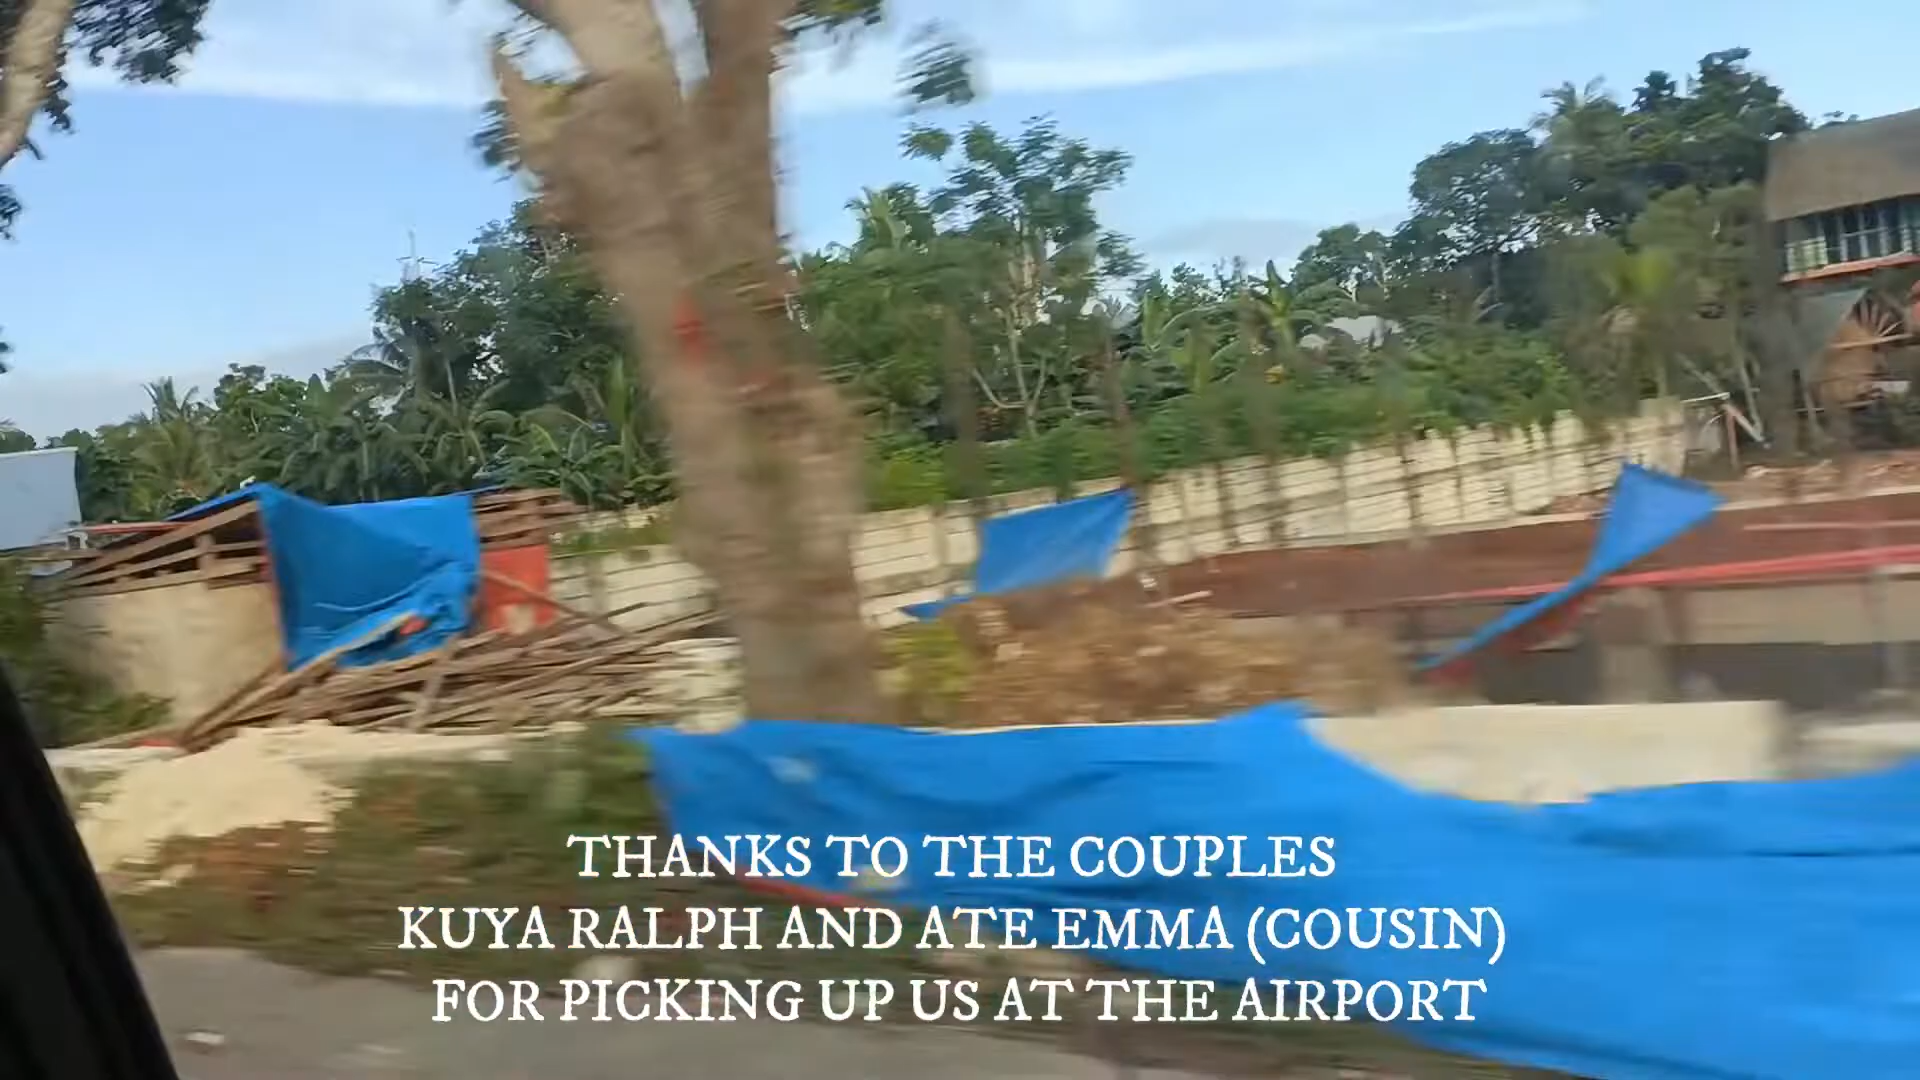 THANKS TO THE COUPLES
KUYA RALPH AND ATE EMMA (COUSIN)
FOR PICKING UP US AT THE AIRPORT